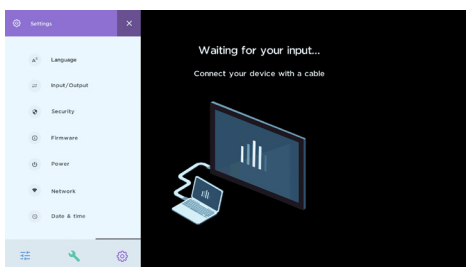 Settings
Language
Input/Output
Security
Firmware
Power
Network
Date & time
Waiting for your input...
Connect your device with a cable